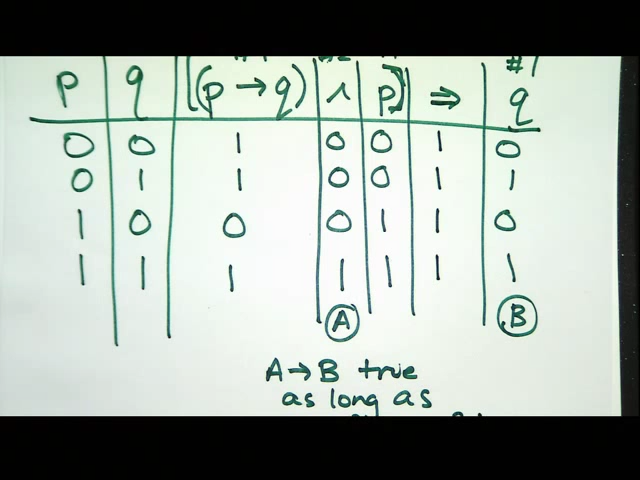 p q [(p → q) ∧ p] ⇒ q
0 0 1 0 0 1 0
0 1 1 0 0 1 1
1 0 0 0 1 1 0
1 1 1 1 1 1 1
A B
A → B true
as long as